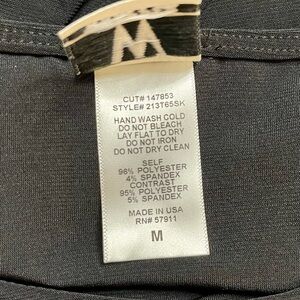 CUT# 147853
STYLE# 213T65SK
HAND WASH COLD
DO NOT BLEACH
LAY FLAT TO DRY
DO NOT IRON
DO NOT DRY CLEAN
SELF
96% POLYESTER
4% SPANDEX
CONTRAST
95% POLYESTER
5% SPANDEX
MADE IN USA
RN# 57911
M